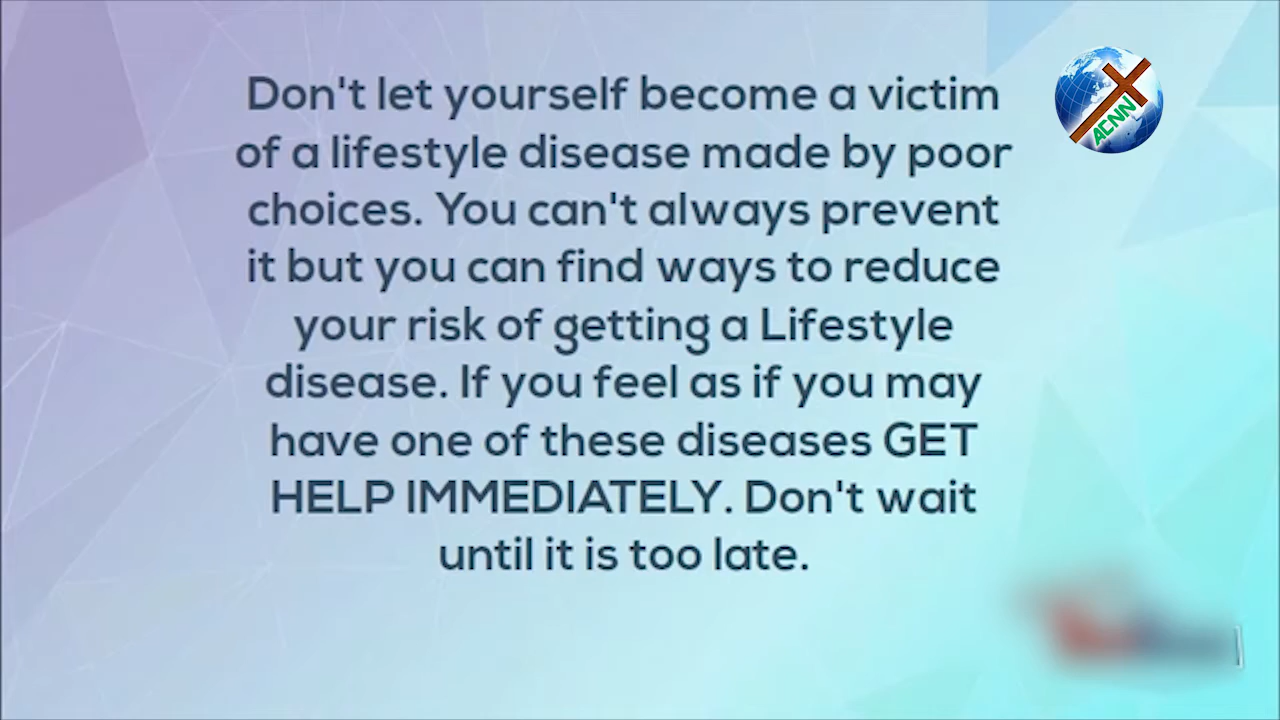 Don't let yourself become a victim
of a lifestyle disease made by poor
choices. You can't always prevent
it but you can find ways to reduce
your risk of getting a Lifestyle
disease. If you feel as if you may
have one of these diseases GET
HELP IMMEDIATELY. Don't wait
until it is too late.
ACNN